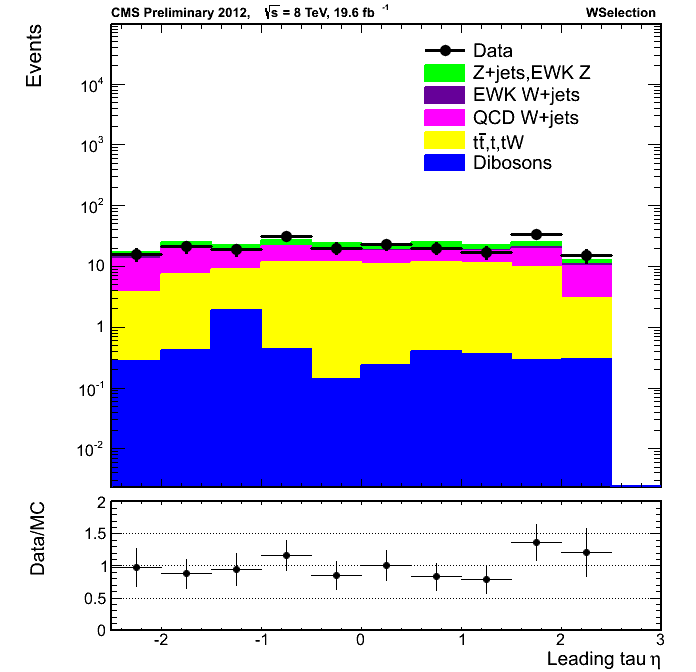 CMS Preliminary 2012, √s = 8 TeV, 19.6 fb⁻¹ WSelection
Events
Data
Z+jets,EWK Z
EWK W+jets
QCD W+jets
tt̄,t,tW
Dibosons
10⁴
10³
10²
10
1
10⁻¹
10⁻²
Data/MC
2
1.5
1
0.5
0
-2 -1 0 1 2 3
Leading tau η